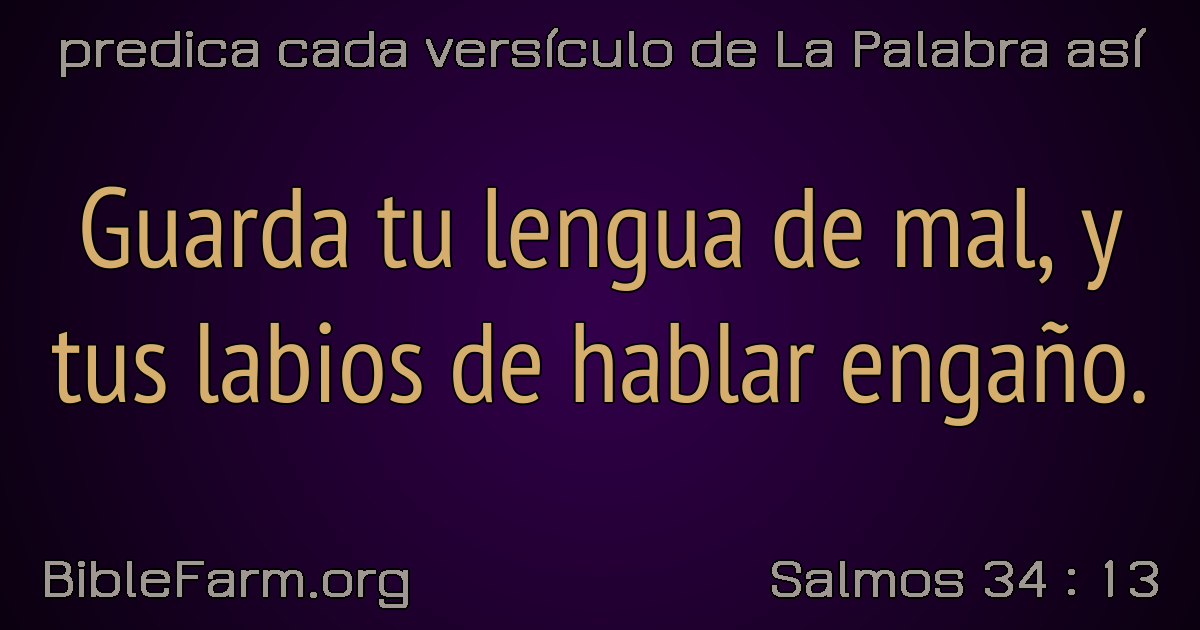 predica cada versículo de La Palabra así
Guarda tu lengua de mal, y
tus labios de hablar engaño.
BibleFarm.org
Salmos 34 : 13